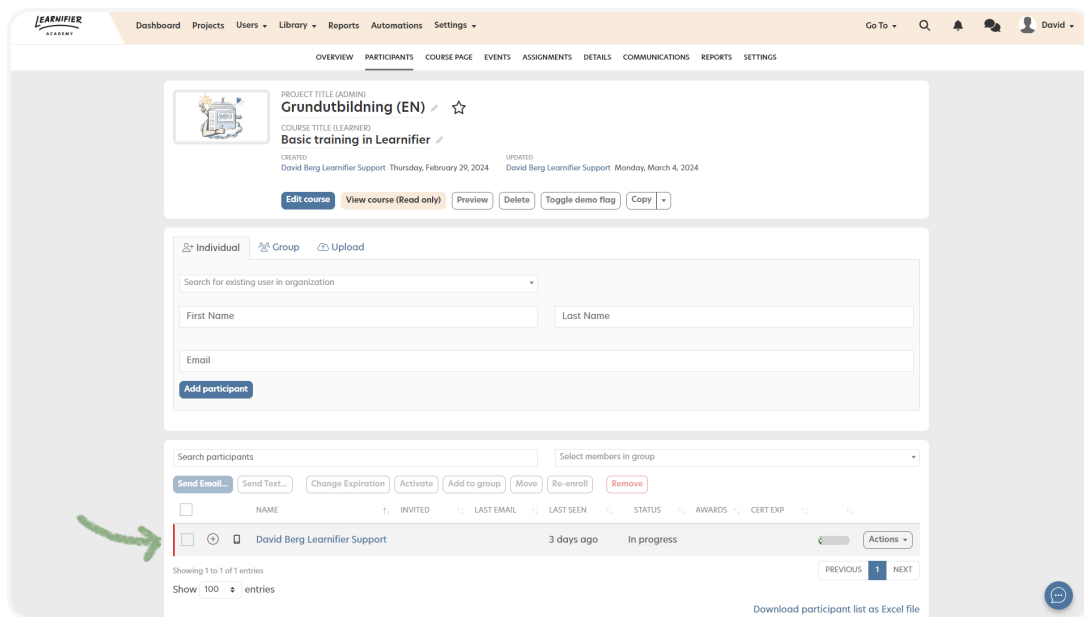 LEARNIFIER
ACADEMY
Dashboard Projects Users Library Reports Automations Settings Go To David
OVERVIEW PARTICIPANTS COURSE PAGE EVENTS ASSIGNMENTS DETAILS COMMUNICATIONS REPORTS SETTINGS
PROJECT TITLE (ADMIN)
Grundutbildning (EN)
COURSE TITLE (LEARNER)
Basic training in Learnifier
CREATED UPDATED
David Berg Learnifier Support Thursday, February 29, 2024 David Berg Learnifier Support Monday, March 4, 2024
Edit course View course (Read only) Preview Delete Toggle demo flag Copy
Individual Group Upload
Search for existing user in organization
First Name Last Name
Email
Add participant
Search participants Select members in group
Send Email... Send Text... Change Expiration Activate Add to group Move Re-enroll Remove
NAME INVITED LAST EMAIL LAST SEEN STATUS AWARDS CERT EXP
David Berg Learnifier Support 3 days ago In progress Actions
Showing 1 to 1 of 1 entries PREVIOUS 1 NEXT
Show 100 entries
Download participant list as Excel file